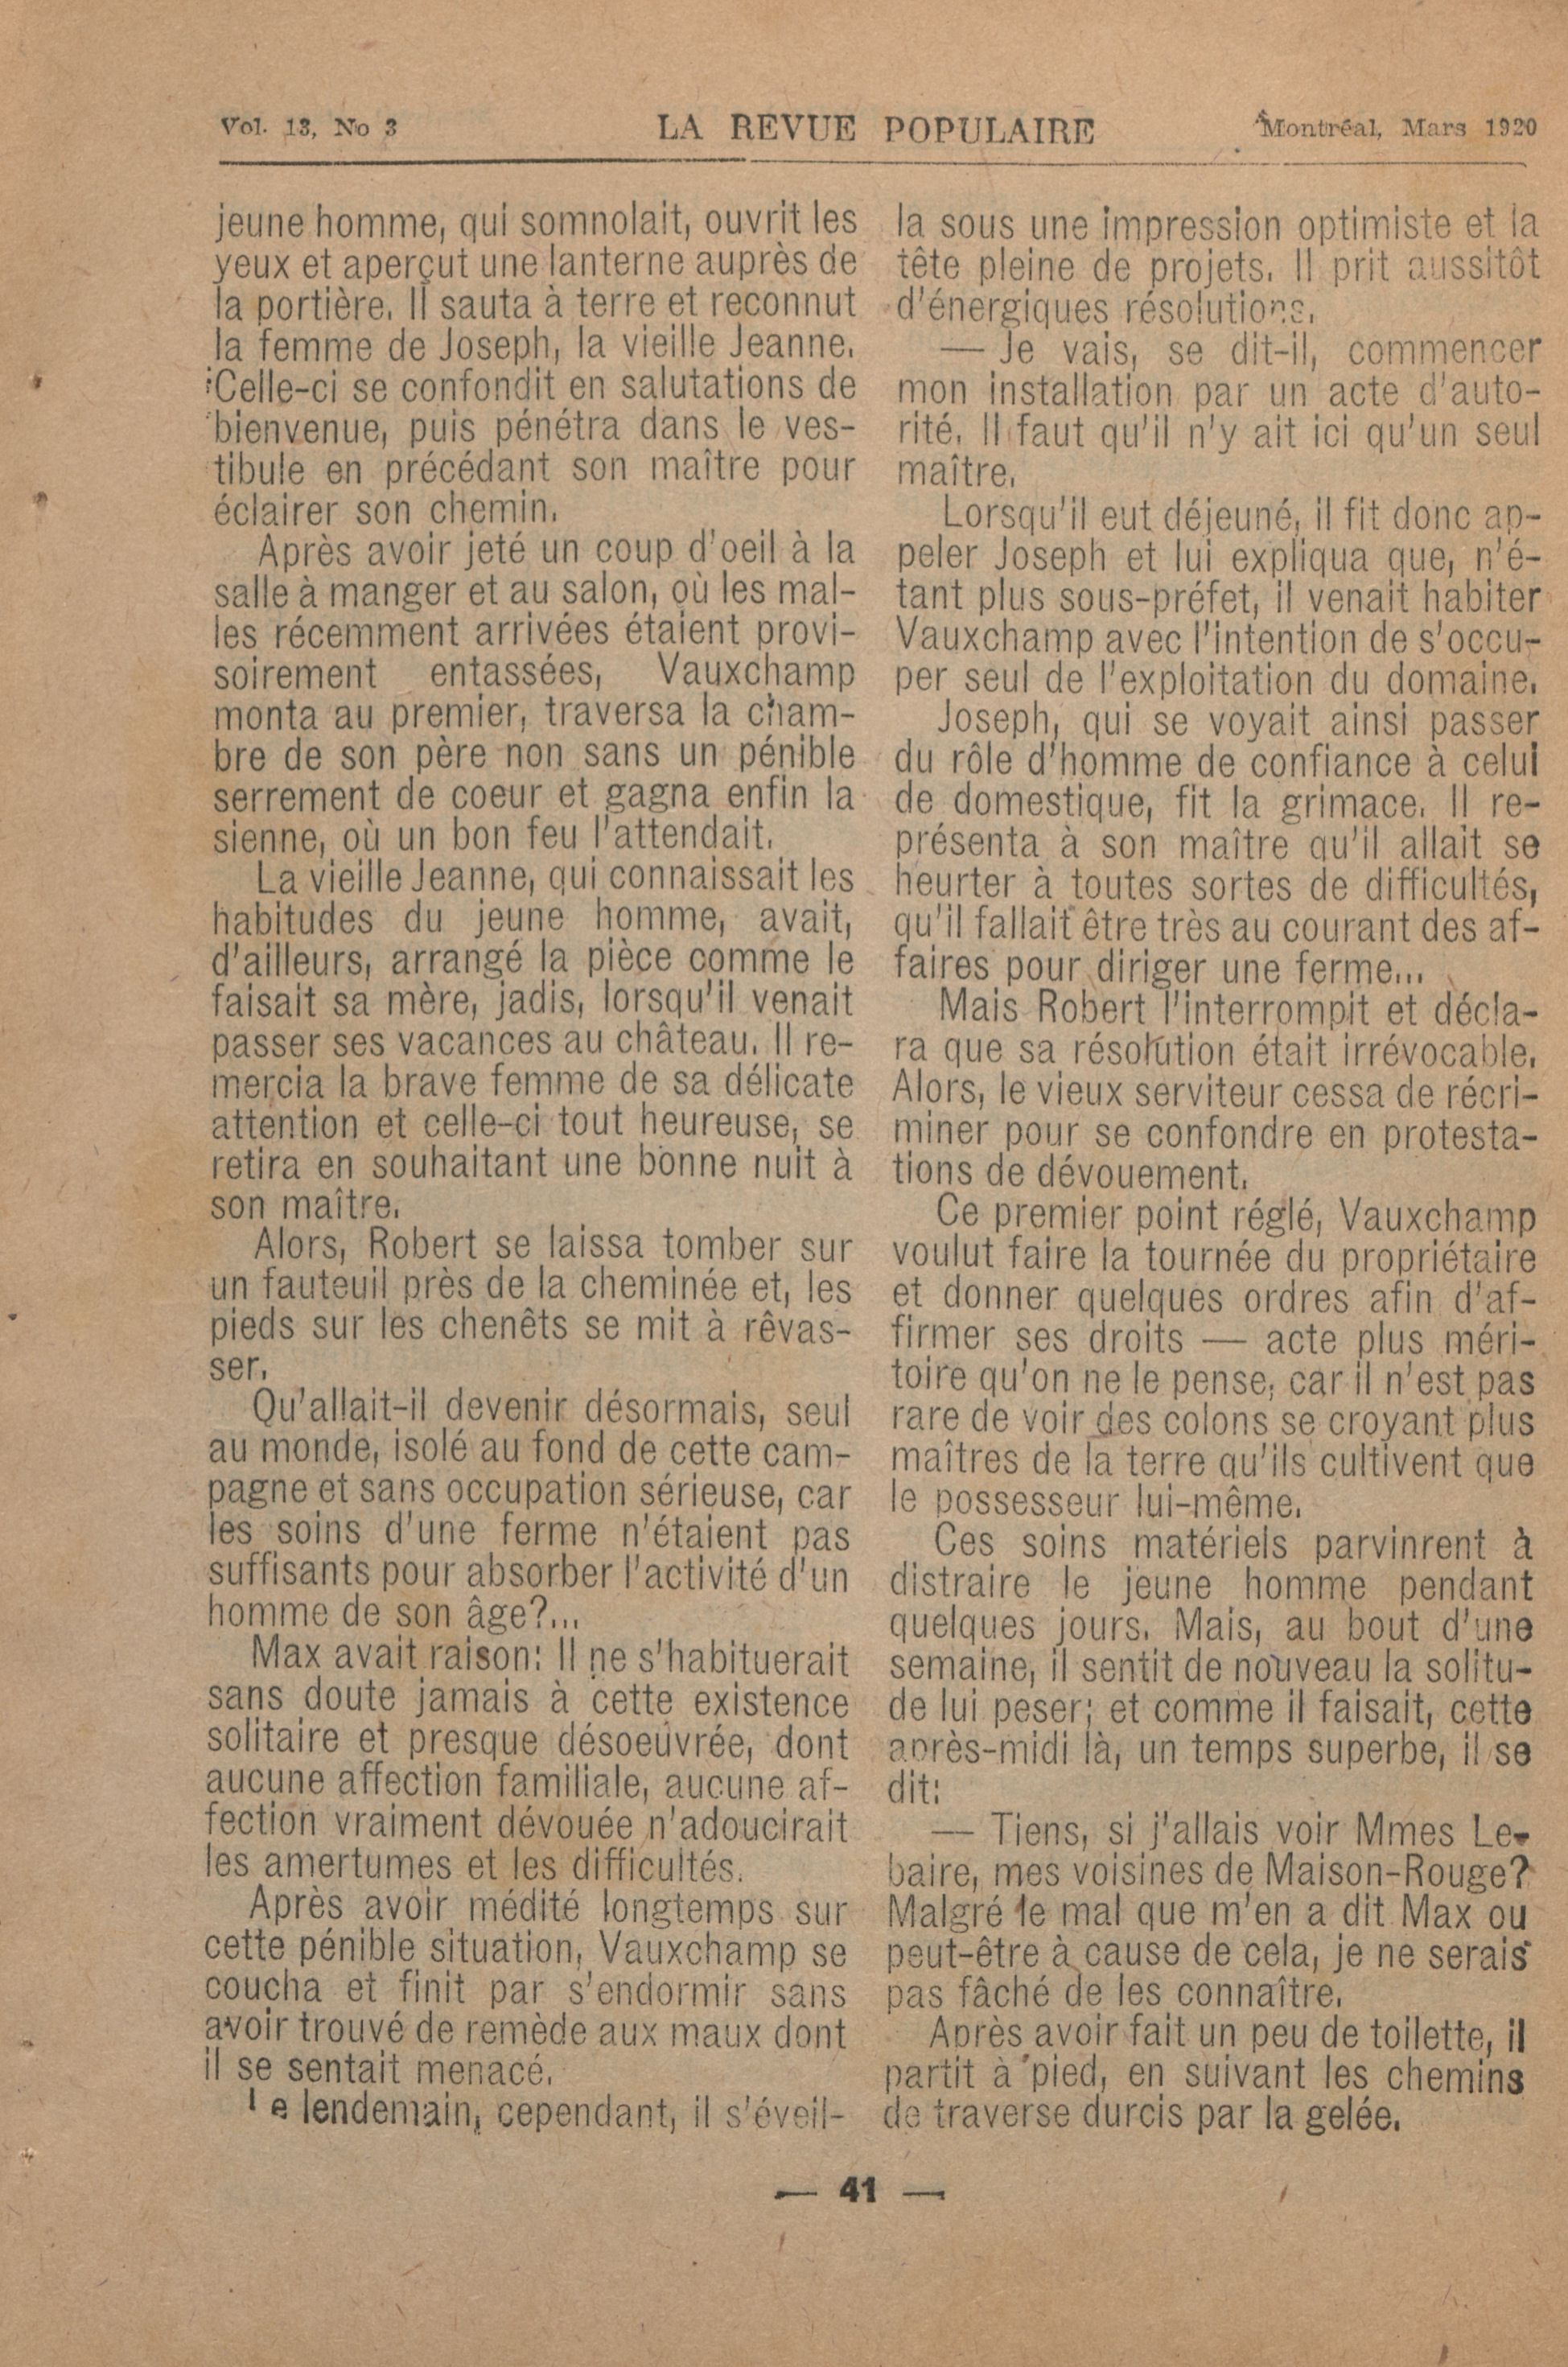 Vol. 13, No 3 LA REVUE POPULAIRE Montréal, Mars 1920
jeune homme, qui somnolait, ouvrit les
yeux et aperçut une lanterne auprès de
la portière. Il sauta à terre et reconnut
la femme de Joseph, la vieille Jeanne.
Celle-ci se confondit en salutations de
bienvenue, puis pénétra dans le ves-
tibule en précédant son maître pour
éclairer son chemin.
Après avoir jeté un coup d'oeil à la
salle à manger et au salon, où les mal-
les récemment arrivées étaient provi-
soirement entassées, Vauxchamp
monta au premier, traversa la cham-
bre de son père non sans un pénible
serrement de coeur et gagna enfin la
sienne, où un bon feu l'attendait.
La vieille Jeanne, qui connaissait les
habitudes du jeune homme, avait,
d'ailleurs, arrangé la pièce comme le
faisait sa mère, jadis, lorsqu'il venait
passer ses vacances au château. Il re-
mercia la brave femme de sa délicate
attention et celle-ci tout heureuse, se
retira en souhaitant une bonne nuit à
son maître.
Alors, Robert se laissa tomber sur
un fauteuil près de la cheminée et, les
pieds sur les chenêts se mit à rêvas-
ser.
Qu'allait-il devenir désormais, seul
au monde, isolé au fond de cette cam-
pagne et sans occupation sérieuse, car
les soins d'une ferme n'étaient pas
suffisants pour absorber l'activité d'un
homme de son âge?...
Max avait raison: Il ne s'habituerait
sans doute jamais à cette existence
solitaire et presque désoeuvrée, dont
aucune affection familiale, aucune af-
fection vraiment dévouée n'adoucirait
les amertumes et les difficultés.
Après avoir médité longtemps sur
cette pénible situation, Vauxchamp se
coucha et finit par s'endormir sans
avoir trouvé de remède aux maux dont
il se sentait menacé.
Le lendemain, cependant, il s'éveil-
la sous une impression optimiste et la
tête pleine de projets. Il prit aussitôt
d'énergiques résolutions.
— Je vais, se dit-il, commencer
mon installation par un acte d'auto-
rité. Il faut qu'il n'y ait ici qu'un seul
maître.
Lorsqu'il eut déjeuné, il fit donc ap-
peler Joseph et lui expliqua que, n'é-
tant plus sous-préfet, il venait habiter
Vauxchamp avec l'intention de s'occu-
per seul de l'exploitation du domaine.
Joseph, qui se voyait ainsi passer
du rôle d'homme de confiance à celui
de domestique, fit la grimace. Il re-
présenta à son maître qu'il allait se
heurter à toutes sortes de difficultés,
qu'il fallait être très au courant des af-
faires pour diriger une ferme...
Mais Robert l'interrompit et décla-
ra que sa résolution était irrévocable.
Alors, le vieux serviteur cessa de récri-
miner pour se confondre en protesta-
tions de dévouement.
Ce premier point réglé, Vauxchamp
voulut faire la tournée du propriétaire
et donner quelques ordres afin d'af-
firmer ses droits — acte plus méri-
toire qu'on ne le pense, car il n'est pas
rare de voir des colons se croyant plus
maîtres de la terre qu'ils cultivent que
le possesseur lui-même.
Ces soins matériels parvinrent à
distraire le jeune homme pendant
quelques jours. Mais, au bout d'une
semaine, il sentit de nouveau la solitu-
de lui peser; et comme il faisait, cette
après-midi là, un temps superbe, il se
dit:
— Tiens, si j'allais voir Mmes Le-
baire, mes voisines de Maison-Rouge?
Malgré le mal que m'en a dit Max ou
peut-être à cause de cela, je ne serais
pas fâché de les connaître.
Après avoir fait un peu de toilette, il
partit à pied, en suivant les chemins
de traverse durcis par la gelée.
— 41 —